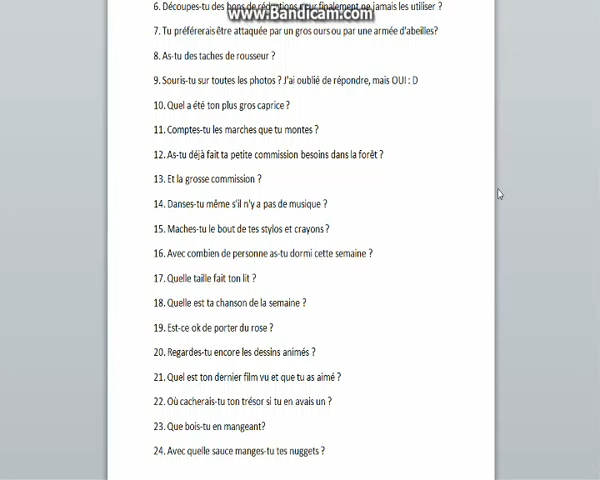 www.Bandicam.com
6. Découpes-tu des bons de réductions pour finalement ne jamais les utiliser ?
7. Tu préférerais être attaquée par un gros ours ou par une armée d'abeilles?
8. As-tu des taches de rousseur ?
9. Souris-tu sur toutes les photos ? J'ai oublié de répondre, mais OUI : D
10. Quel a été ton plus gros caprice ?
11. Comptes-tu les marches que tu montes ?
12. As-tu déjà fait ta petite commission besoins dans la forêt ?
13. Et la grosse commission ?
14. Danses-tu même s'il n'y a pas de musique ?
15. Maches-tu le bout de tes stylos et crayons ?
16. Avec combien de personne as-tu dormi cette semaine ?
17. Quelle taille fait ton lit ?
18. Quelle est ta chanson de la semaine ?
19. Est-ce ok de porter du rose ?
20. Regardes-tu encore les dessins animés ?
21. Quel est ton dernier film vu et que tu as aimé ?
22. Où cacherais-tu ton trésor si tu en avais un ?
23. Que bois-tu en mangeant?
24. Avec quelle sauce manges-tu tes nuggets ?